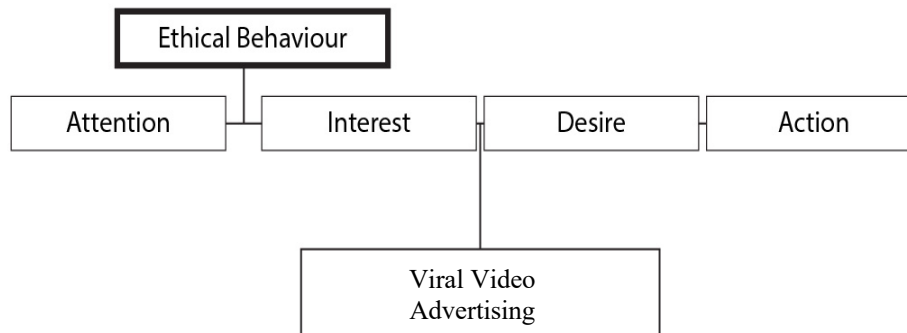 Ethical Behaviour
Attention
Interest
Desire
Action
Viral Video
Advertising